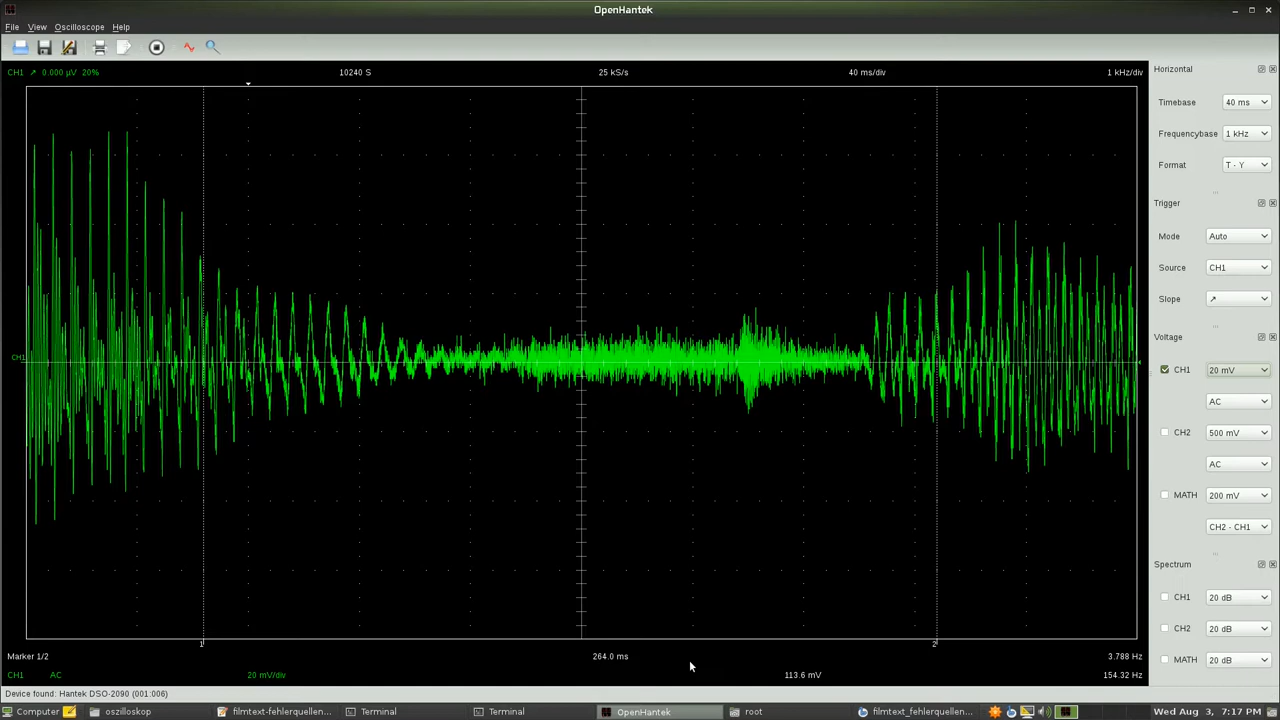 OpenHantek
File View Oscilloscope Help
CH1 ↗ 0.000 µV 20% 10240 S 25 kS/s 40 ms/div 1 kHz/div
CH1
1 2
Marker 1/2 264.0 ms 3.788 Hz
CH1 AC 20 mV/div 113.6 mV 154.32 Hz
Device found: Hantek DSO-2090 (001:006)
Horizontal
Timebase 40 ms
Frequencybase 1 kHz
Format T - Y
Trigger
Mode Auto
Source CH1
Slope ↗
Voltage
CH1 20 mV
AC
CH2 500 mV
AC
MATH 200 mV
CH2 - CH1
Spectrum
CH1 20 dB
CH2 20 dB
MATH 20 dB
Computer oszilloskop filmtext-fehlerquellen... Terminal Terminal OpenHantek root filmtext_fehlerquellen... Wed Aug 3, 7:17 PM